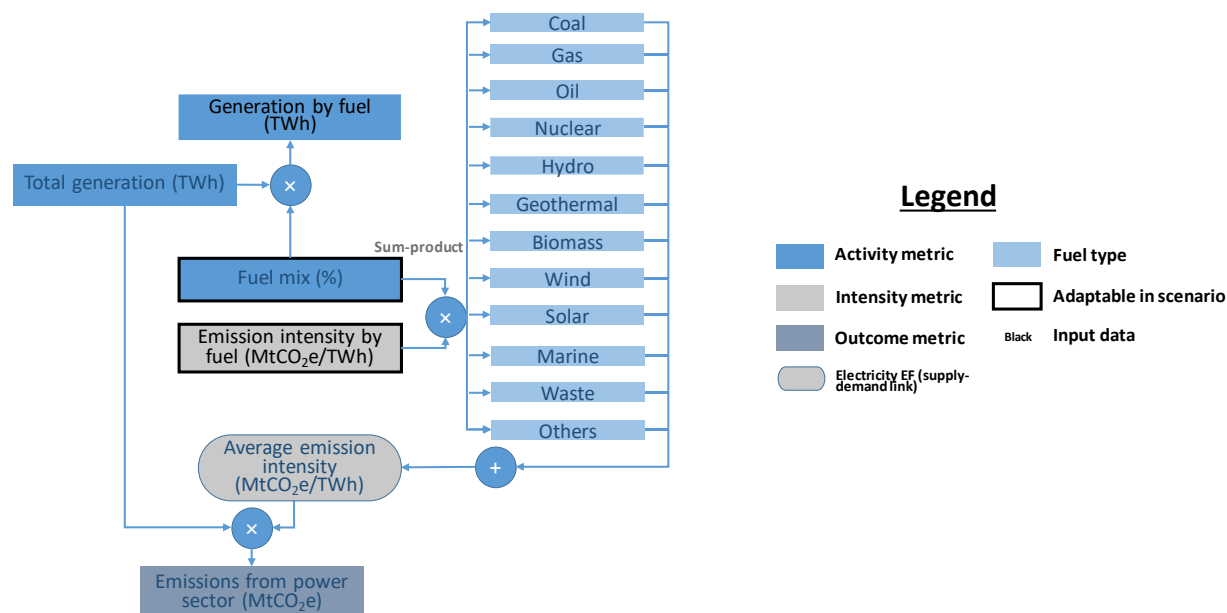 Coal
Gas
Oil
Generation by fuel
(TWh)
Nuclear
Total generation (TWh)
×
Hydro
Geothermal
Sum-product
Biomass
Fuel mix (%)
Wind
×
Solar
Emission intensity by
fuel (MtCO₂e/TWh)
Marine
Waste
Others
Average emission
intensity
(MtCO₂e/TWh)
+
×
Emissions from power
sector (MtCO₂e)
Legend
Activity metric
Fuel type
Intensity metric
Adaptable in scenario
Outcome metric
Black
Input data
Electricity EF (supply-
demand link)